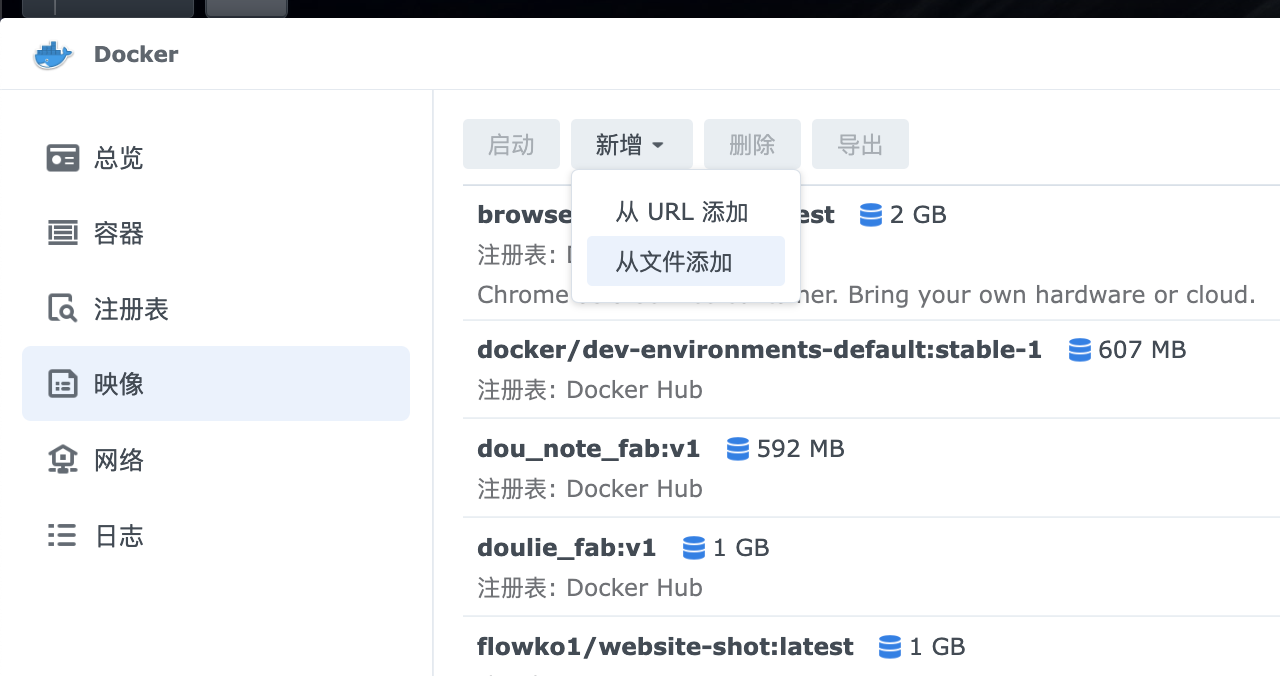 Docker
总览
容器
注册表
映像
网络
日志
启动 新增 删除 导出
从 URL 添加
从文件添加
browse est 2 GB
注册表:
Chrome ner. Bring your own hardware or cloud.
docker/dev-environments-default:stable-1 607 MB
注册表: Docker Hub
dou_note_fab:v1 592 MB
注册表: Docker Hub
doulie_fab:v1 1 GB
注册表: Docker Hub
flowko1/website-shot:latest 1 GB